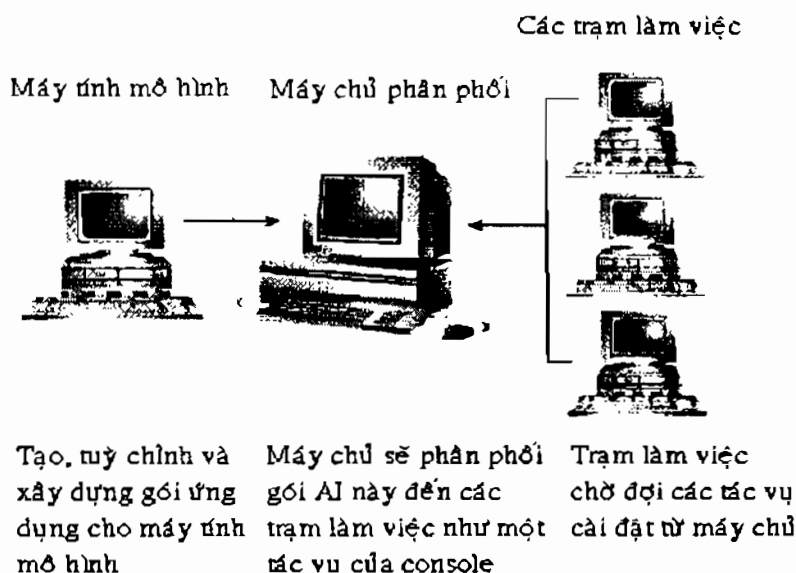 Các trạm làm việc
Máy tính mô hình
Máy chủ phân phối
Tạo, tuỳ chỉnh và
xây dựng gói ứng
dụng cho máy tính
mô hình
Máy chủ sẽ phân phối
gói AI này đến các
trạm làm việc như một
tác vụ của console
Trạm làm việc
chờ đợi các tác vụ
cài đặt từ máy chủ